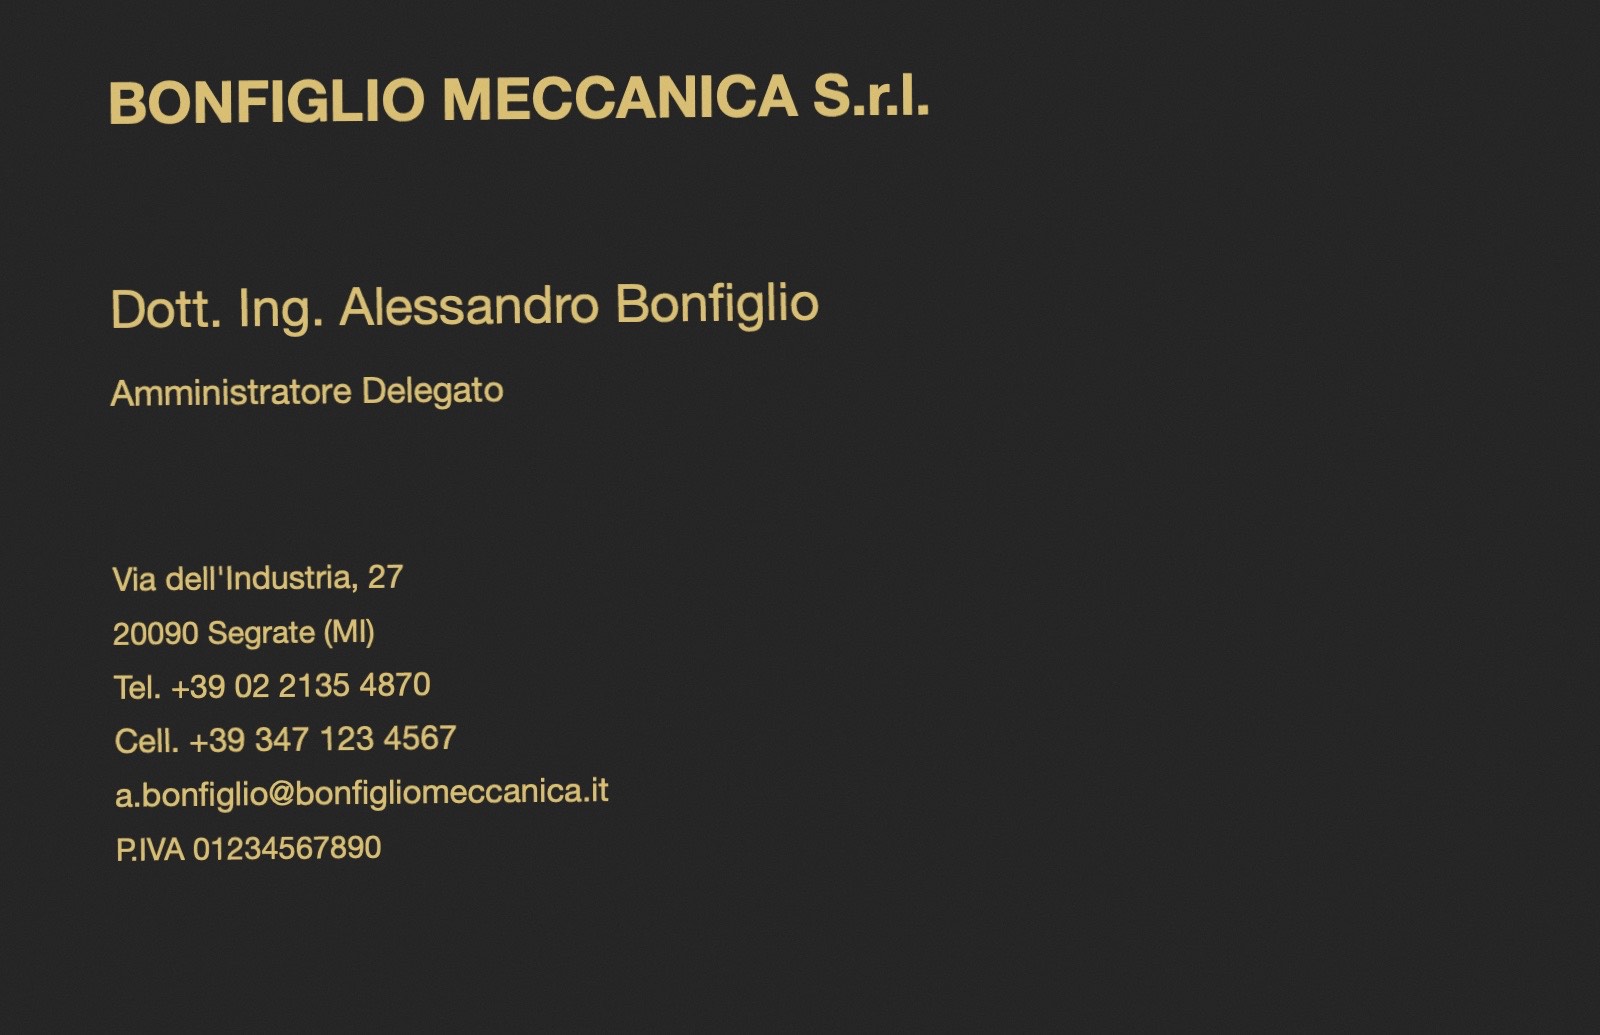 BONFIGLIO MECCANICA S.r.l.
Dott. Ing. Alessandro Bonfiglio
Amministratore Delegato
Via dell'Industria, 27
20090 Segrate (MI)
Tel. +39 02 2135 4870
Cell. +39 347 123 4567
a.bonfiglio@bonfigliomeccanica.it
P.IVA 01234567890